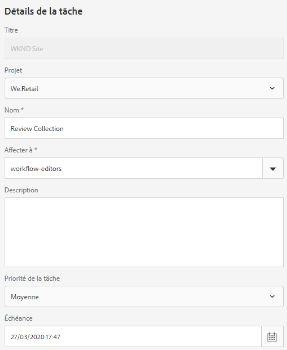 Détails de la tâche
Titre
WKND Site
Projet
We.Retail
Nom *
Review Collection
Affecter à *
workflow-editors
Description
Priorité de la tâche
Moyenne
Échéance
27/03/2020 17:47